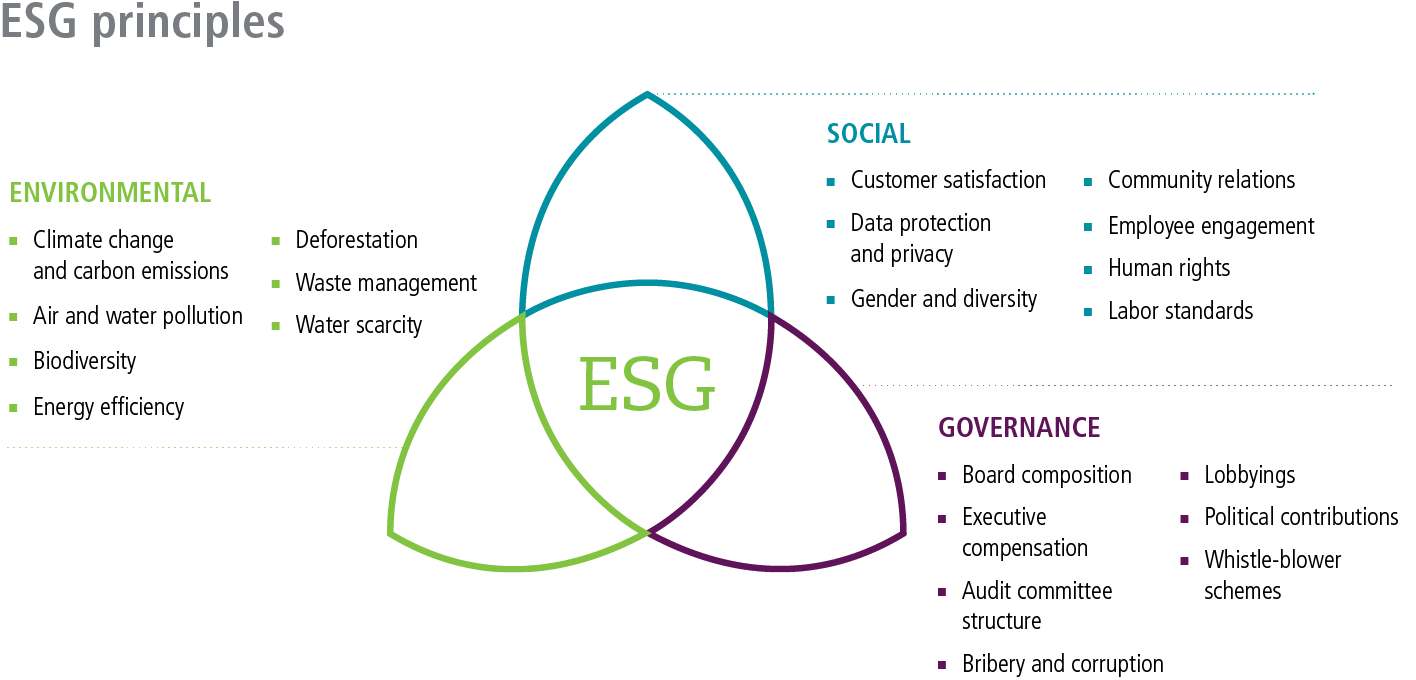 ESG principles
ENVIRONMENTAL
Climate change
and carbon emissions
Air and water pollution
Biodiversity
Energy efficiency
Deforestation
Waste management
Water scarcity
ESG
SOCIAL
Customer satisfaction
Data protection
and privacy
Gender and diversity
Community relations
Employee engagement
Human rights
Labor standards
GOVERNANCE
Board composition
Executive
compensation
Audit committee
structure
Bribery and corruption
Lobbyings
Political contributions
Whistle-blower
schemes